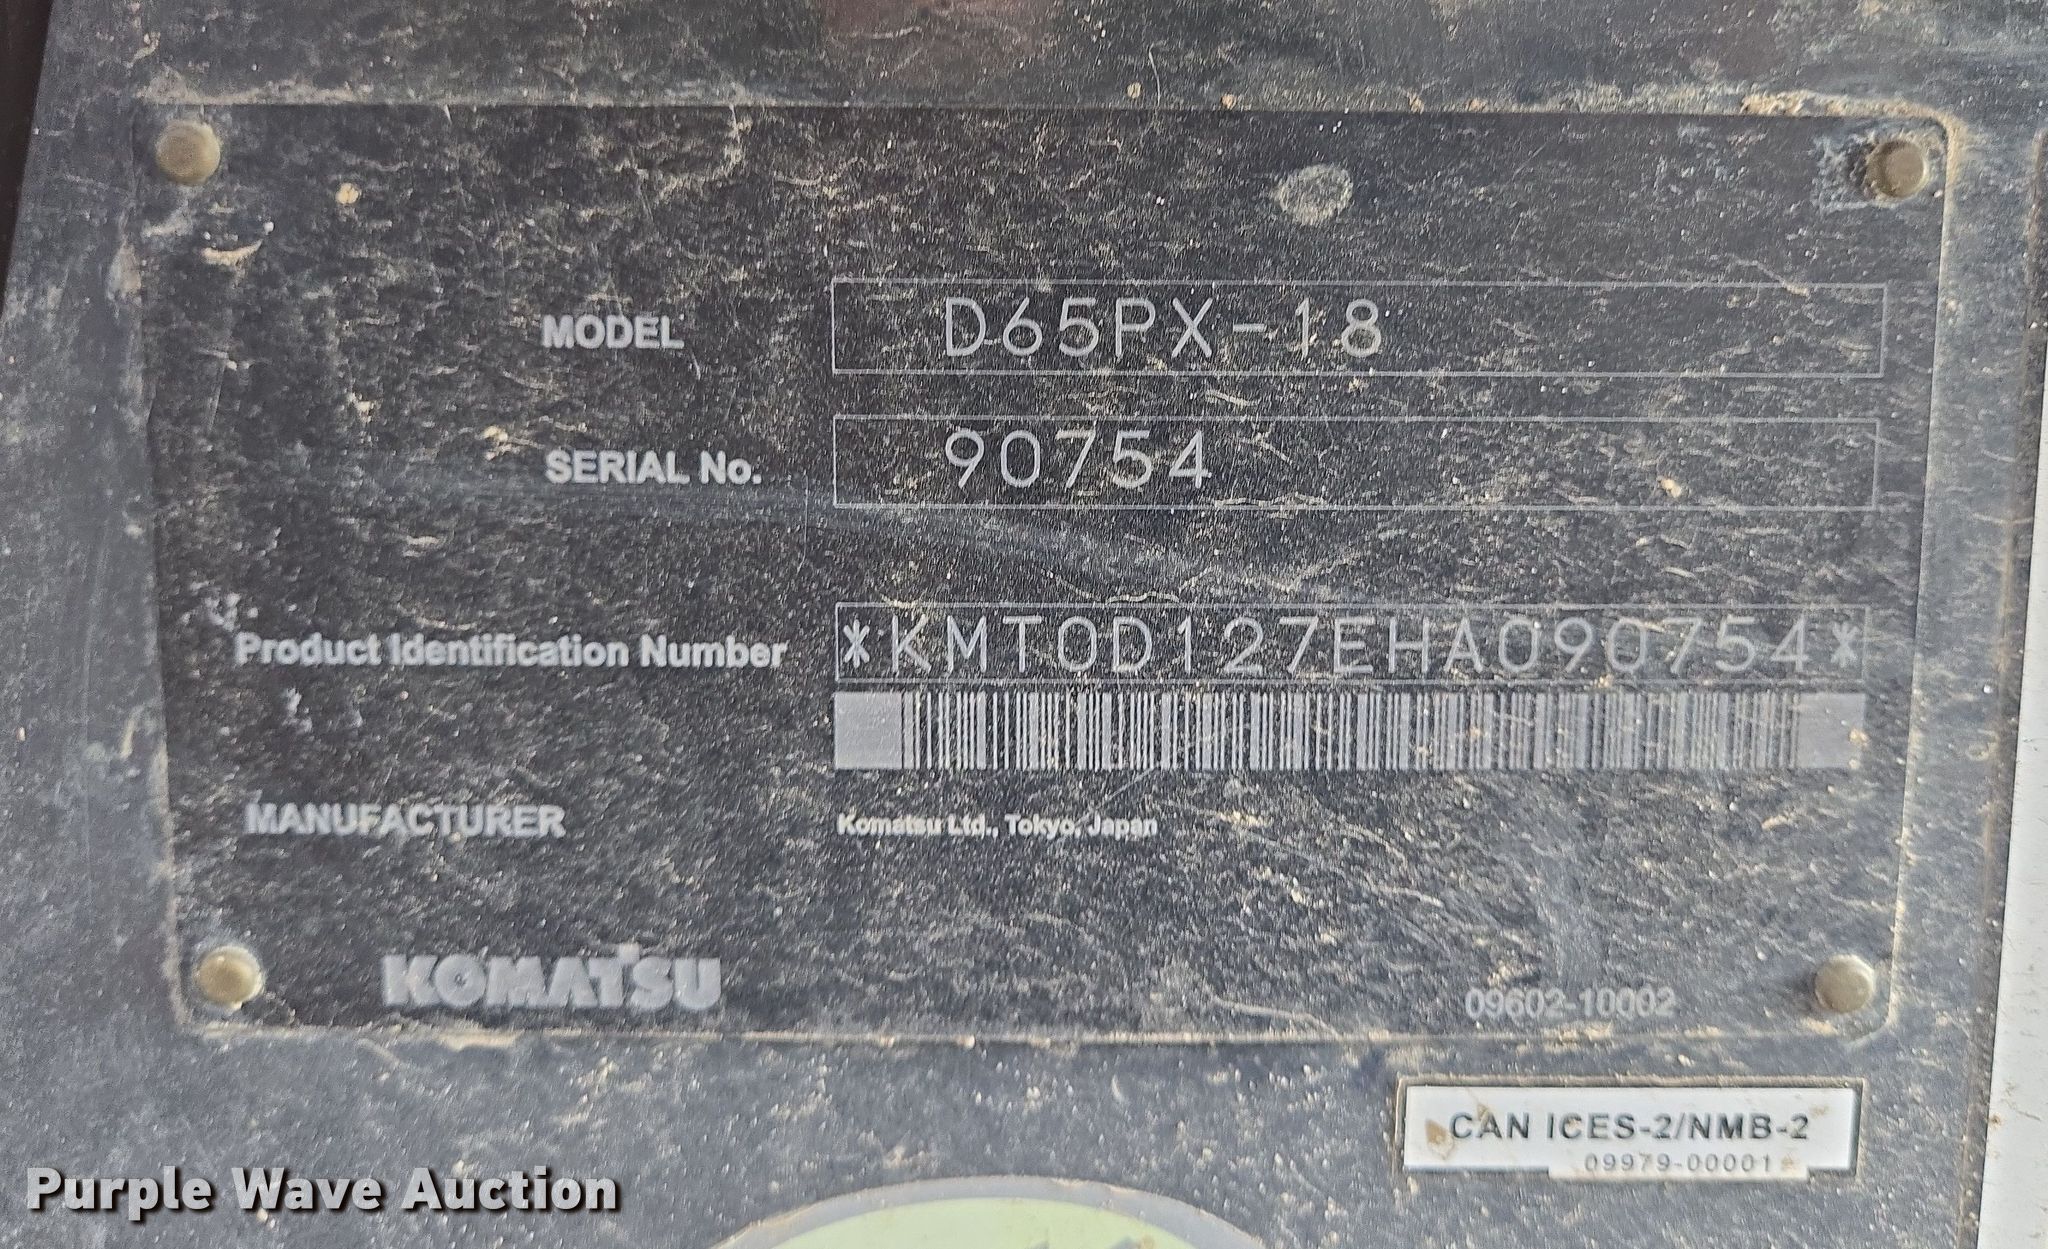 MODEL D65PX-18
SERIAL No. 90754
Product Identification Number *KMT0D127EHA090754*
MANUFACTURER Komatsu Ltd., Tokyo, Japan
KOMATSU 09602-10002
CAN ICES-2/NMB-2
09979-00001
Purple Wave Auction